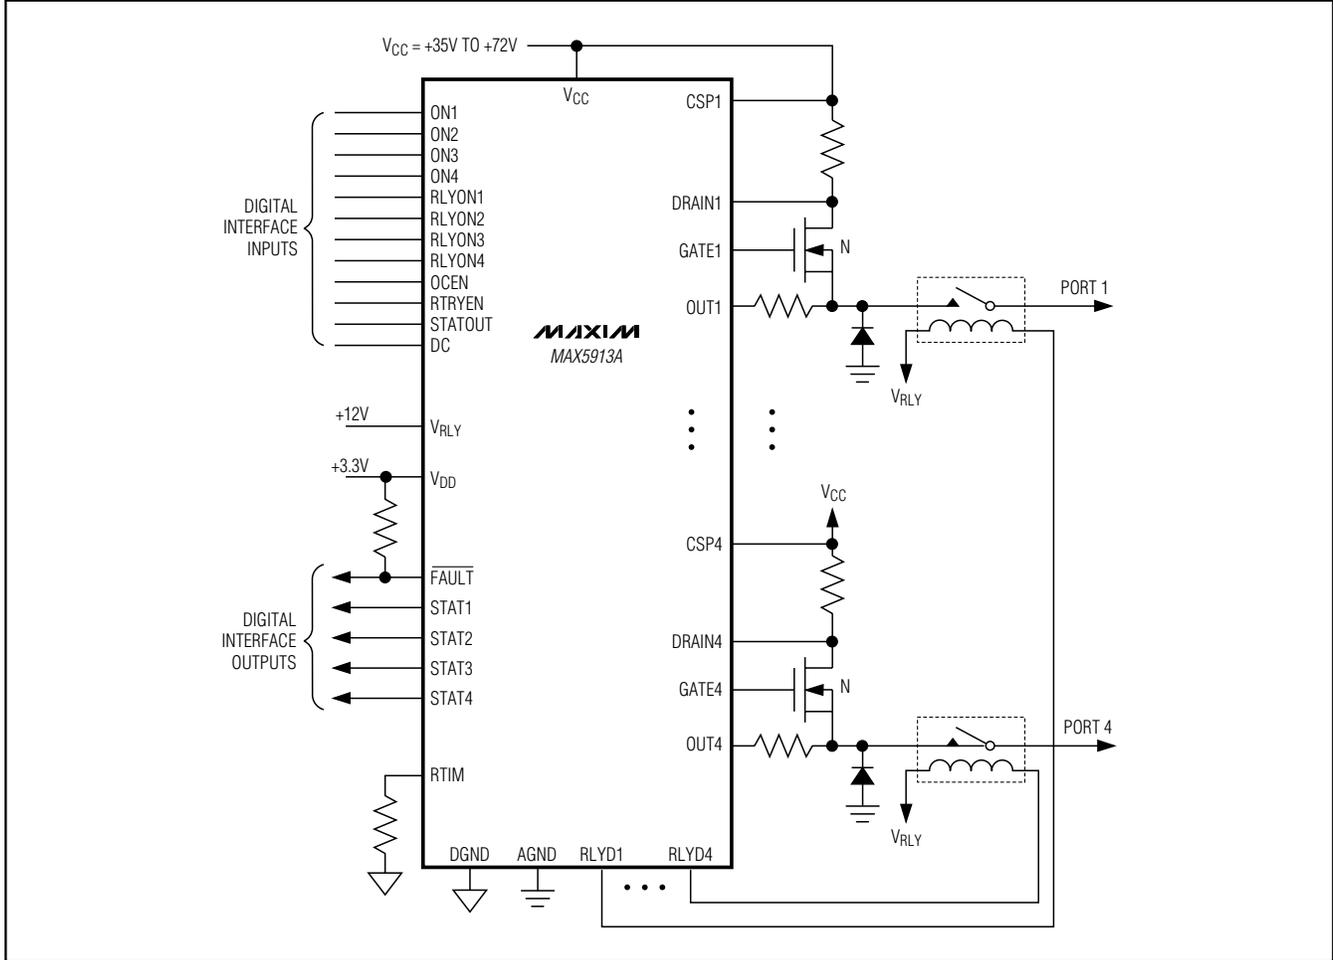 VCC = +35V TO +72V
VCC
CSP1
ON1
ON2
ON3
ON4
RLYON1
RLYON2
RLYON3
RLYON4
OCEN
RTRYEN
STATOUT
DC
DIGITAL
INTERFACE
INPUTS
DRAIN1
GATE1
N
OUT1
PORT 1
VRLY
MAXIM
MAX5913A
+12V
VRLY
+3.3V
VDD
VCC
CSP4
FAULT
STAT1
STAT2
STAT3
STAT4
DIGITAL
INTERFACE
OUTPUTS
DRAIN4
GATE4
N
OUT4
PORT 4
VRLY
RTIM
DGND
AGND
RLYD1
RLYD4